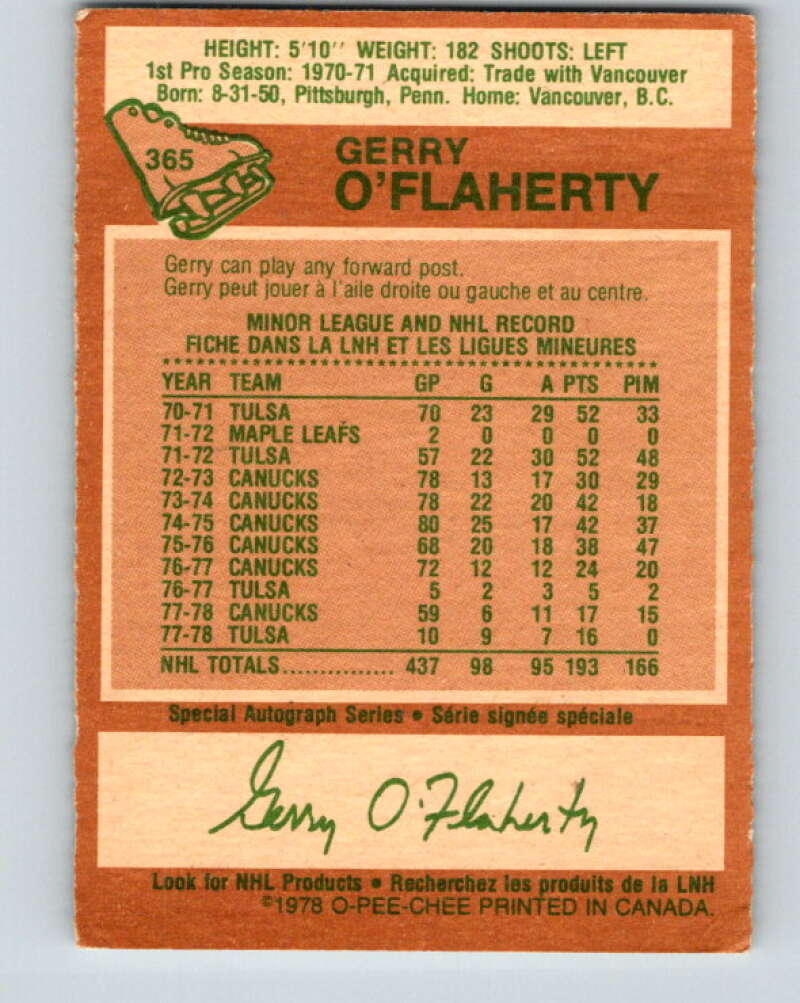 HEIGHT: 5'10'' WEIGHT: 182 SHOOTS: LEFT
1st Pro Season: 1970-71 Acquired: Trade with Vancouver
Born: 8-31-50, Pittsburgh, Penn. Home: Vancouver, B.C.
365
GERRY
O'FLAHERTY
Gerry can play any forward post.
Gerry peut jouer à l'aile droite ou gauche et au centre.
MINOR LEAGUE AND NHL RECORD
FICHE DANS LA LNH ET LES LIGUES MINEURES
YEAR TEAM GP G A PTS PIM
70-71 TULSA 70 23 29 52 33
71-72 MAPLE LEAFS 2 0 0 0 0
71-72 TULSA 57 22 30 52 48
72-73 CANUCKS 78 13 17 30 29
73-74 CANUCKS 78 22 20 42 18
74-75 CANUCKS 80 25 17 42 37
75-76 CANUCKS 68 20 18 38 47
76-77 CANUCKS 72 12 12 24 20
76-77 TULSA 5 2 3 5 2
77-78 CANUCKS 59 6 11 17 15
77-78 TULSA 10 9 7 16 0
NHL TOTALS............... 437 98 95 193 166
Special Autograph Series • Série signée spéciale
Gerry O'Flaherty
Look for NHL Products • Recherchez les produits de la LNH
©1978 O-PEE-CHEE PRINTED IN CANADA.